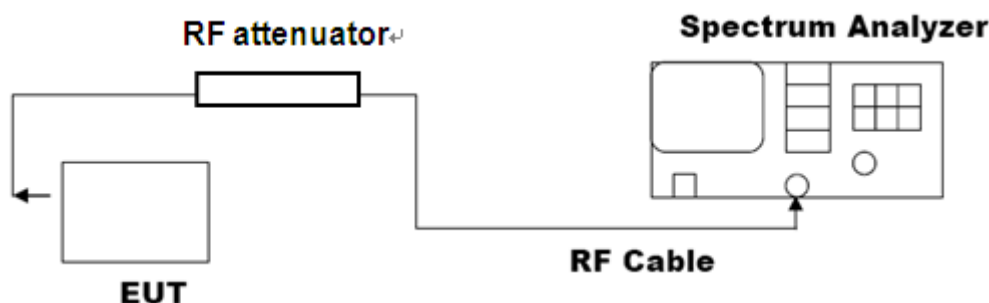 RF attenuator↵
Spectrum Analyzer
RF Cable
EUT